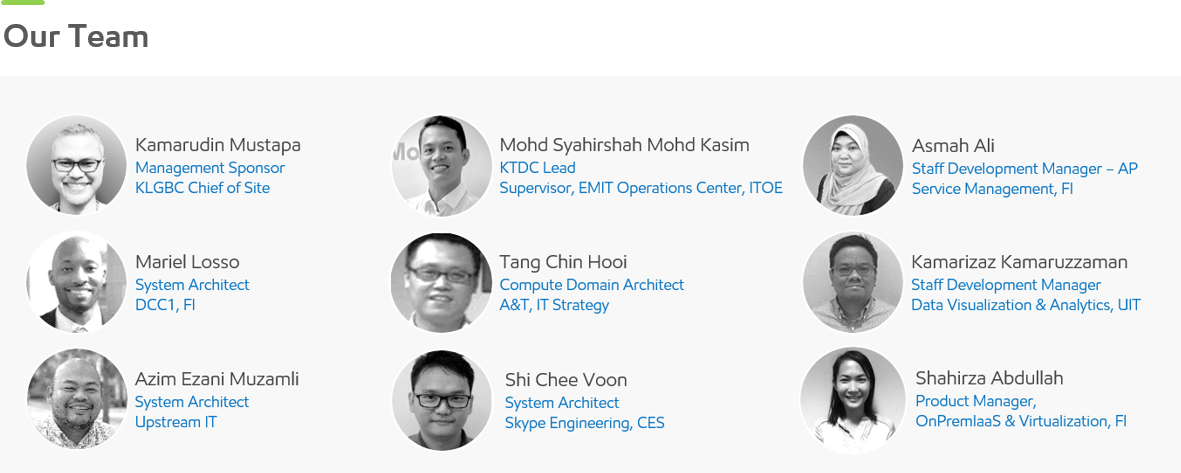 Our Team
Kamarudin Mustapa
Management Sponsor
KLGBC Chief of Site
Mohd Syahirshah Mohd Kasim
KTDC Lead
Supervisor, EMIT Operations Center, ITOE
Asmah Ali
Staff Development Manager – AP
Service Management, FI
Mariel Losso
System Architect
DCC1, FI
Tang Chin Hooi
Compute Domain Architect
A&T, IT Strategy
Kamarizaz Kamaruzzaman
Staff Development Manager
Data Visualization & Analytics, UIT
Azim Ezani Muzamli
System Architect
Upstream IT
Shi Chee Voon
System Architect
Skype Engineering, CES
Shahirza Abdullah
Product Manager,
OnPremIaaS & Virtualization, FI